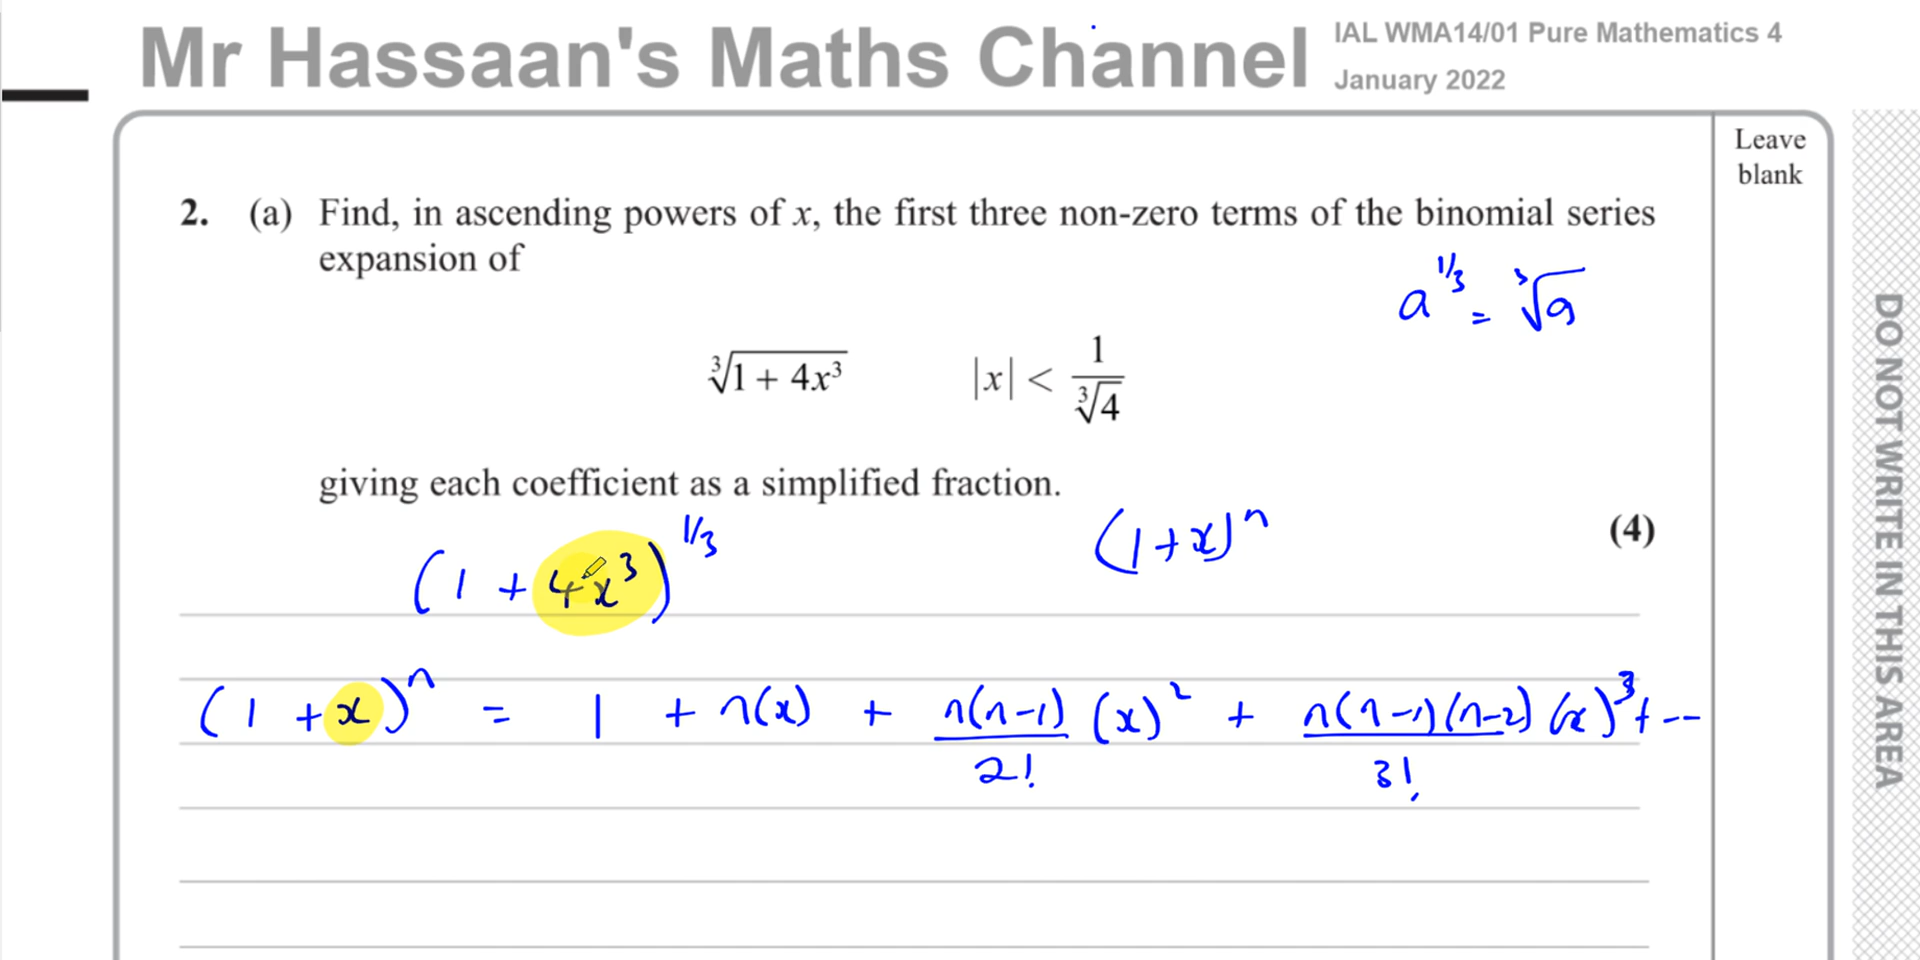 Mr Hassaan's Maths Channel
IAL WMA14/01 Pure Mathematics 4
January 2022
Leave
blank
2. (a) Find, in ascending powers of x, the first three non-zero terms of the binomial series
expansion of
a^{1/3} = ∛a
∛(1 + 4x³) |x| < 1/∛4
giving each coefficient as a simplified fraction.
(4)
(1 + 4x³)^{1/3} (1+x)^n
(1 + x)^n = 1 + n(x) + n(n-1)/2! (x)² + n(n-1)(n-2)/3! (x)³ + --
DO NOT WRITE IN THIS AREA